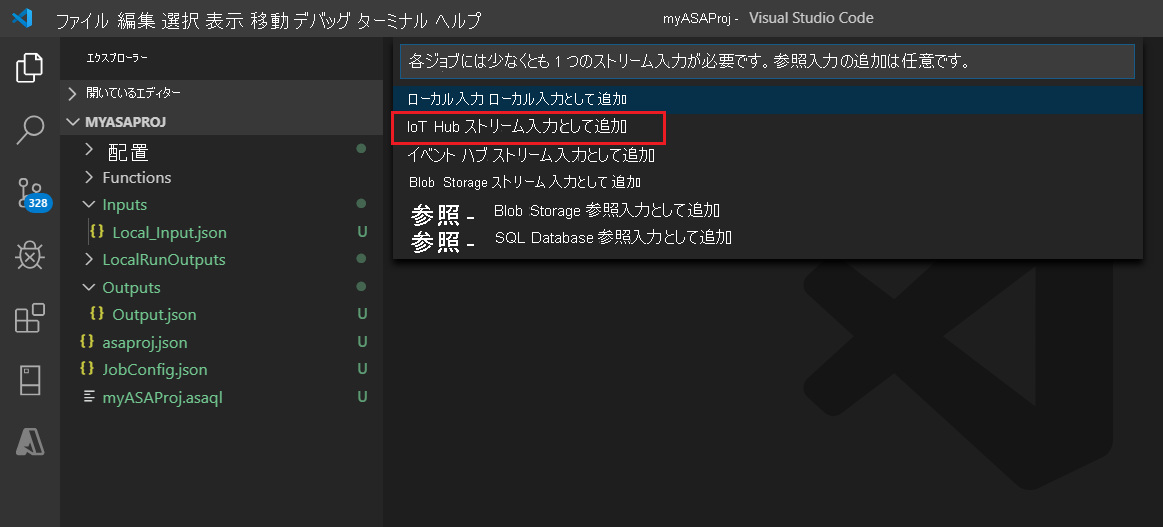 ファイル 編集 選択 表示 移動 デバッグ ターミナル ヘルプ
myASAProj - Visual Studio Code
エクスプローラー
開いているエディター
MYASAPROJ
配置
Functions
Inputs
Local_Input.json U
LocalRunOutputs
Outputs
Output.json U
asaproj.json U
JobConfig.json U
myASAProj.asaql U
328
各ジョブには少なくとも 1 つのストリーム入力が必要です。参照入力の追加は任意です。
ローカル入力 ローカル入力として追加
IoT Hub ストリーム入力として追加
イベント ハブ ストリーム入力として追加
Blob Storage ストリーム入力として追加
参照 - Blob Storage 参照入力として追加
参照 - SQL Database 参照入力として追加